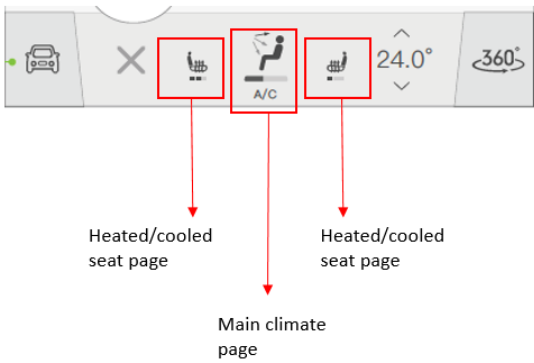 24.0°
360°
A/C
Heated/cooled
seat page
Heated/cooled
seat page
Main climate
page